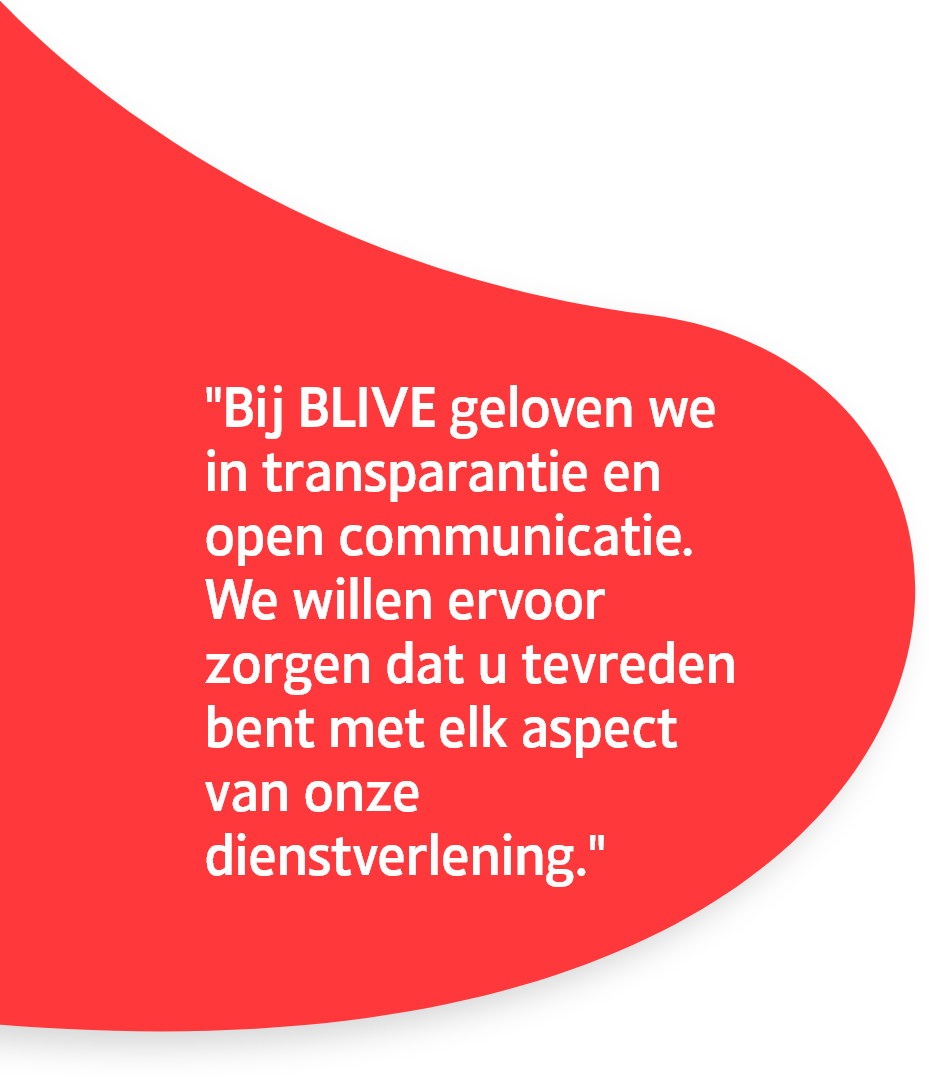 "Bij BLIVE geloven we
in transparantie en
open communicatie.
We willen ervoor
zorgen dat u tevreden
bent met elk aspect
van onze
dienstverlening."